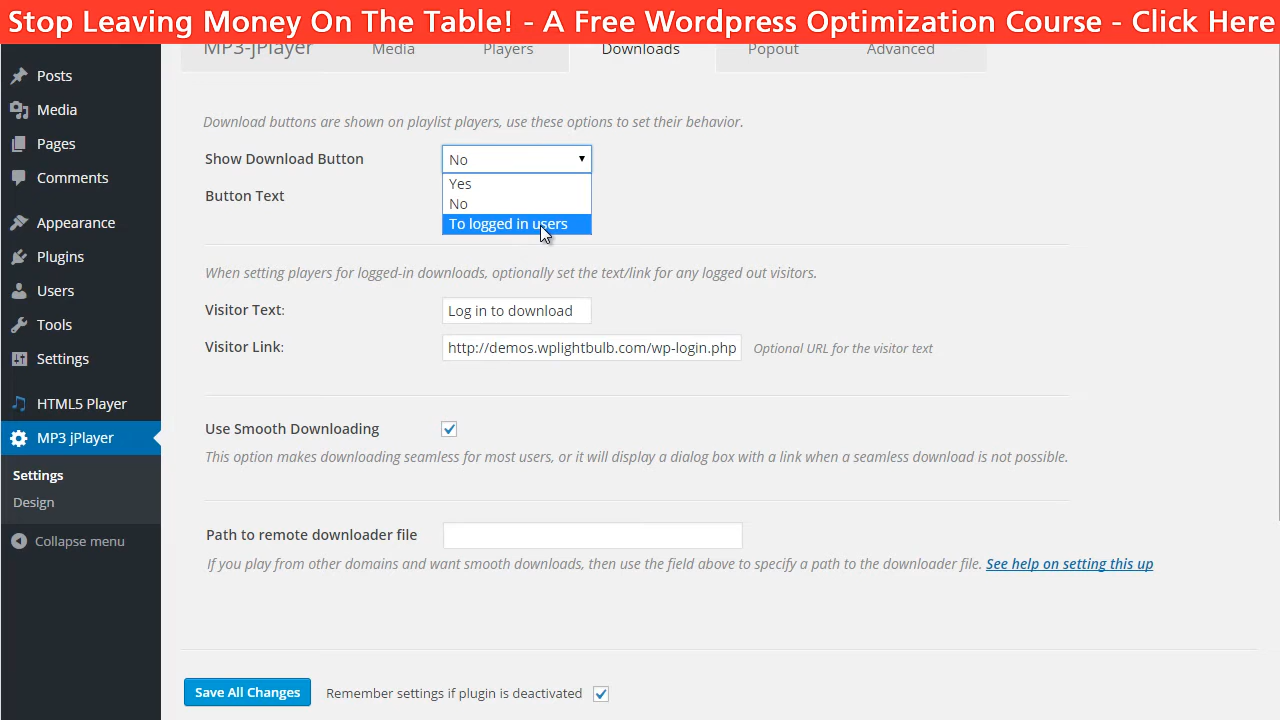 Stop Leaving Money On The Table! - A Free Wordpress Optimization Course - Click Here
MP3-jPlayer
Media
Players
Downloads
Popout
Advanced
Posts
Media
Pages
Comments
Appearance
Plugins
Users
Tools
Settings
HTML5 Player
MP3 jPlayer
Settings
Design
Collapse menu
Download buttons are shown on playlist players, use these options to set their behavior.
Show Download Button
No
Yes
No
To logged in users
Button Text
When setting players for logged-in downloads, optionally set the text/link for any logged out visitors.
Visitor Text:
Log in to download
Visitor Link:
http://demos.wplightbulb.com/wp-login.php
Optional URL for the visitor text
Use Smooth Downloading
This option makes downloading seamless for most users, or it will display a dialog box with a link when a seamless download is not possible.
Path to remote downloader file
If you play from other domains and want smooth downloads, then use the field above to specify a path to the downloader file. See help on setting this up
Save All Changes
Remember settings if plugin is deactivated